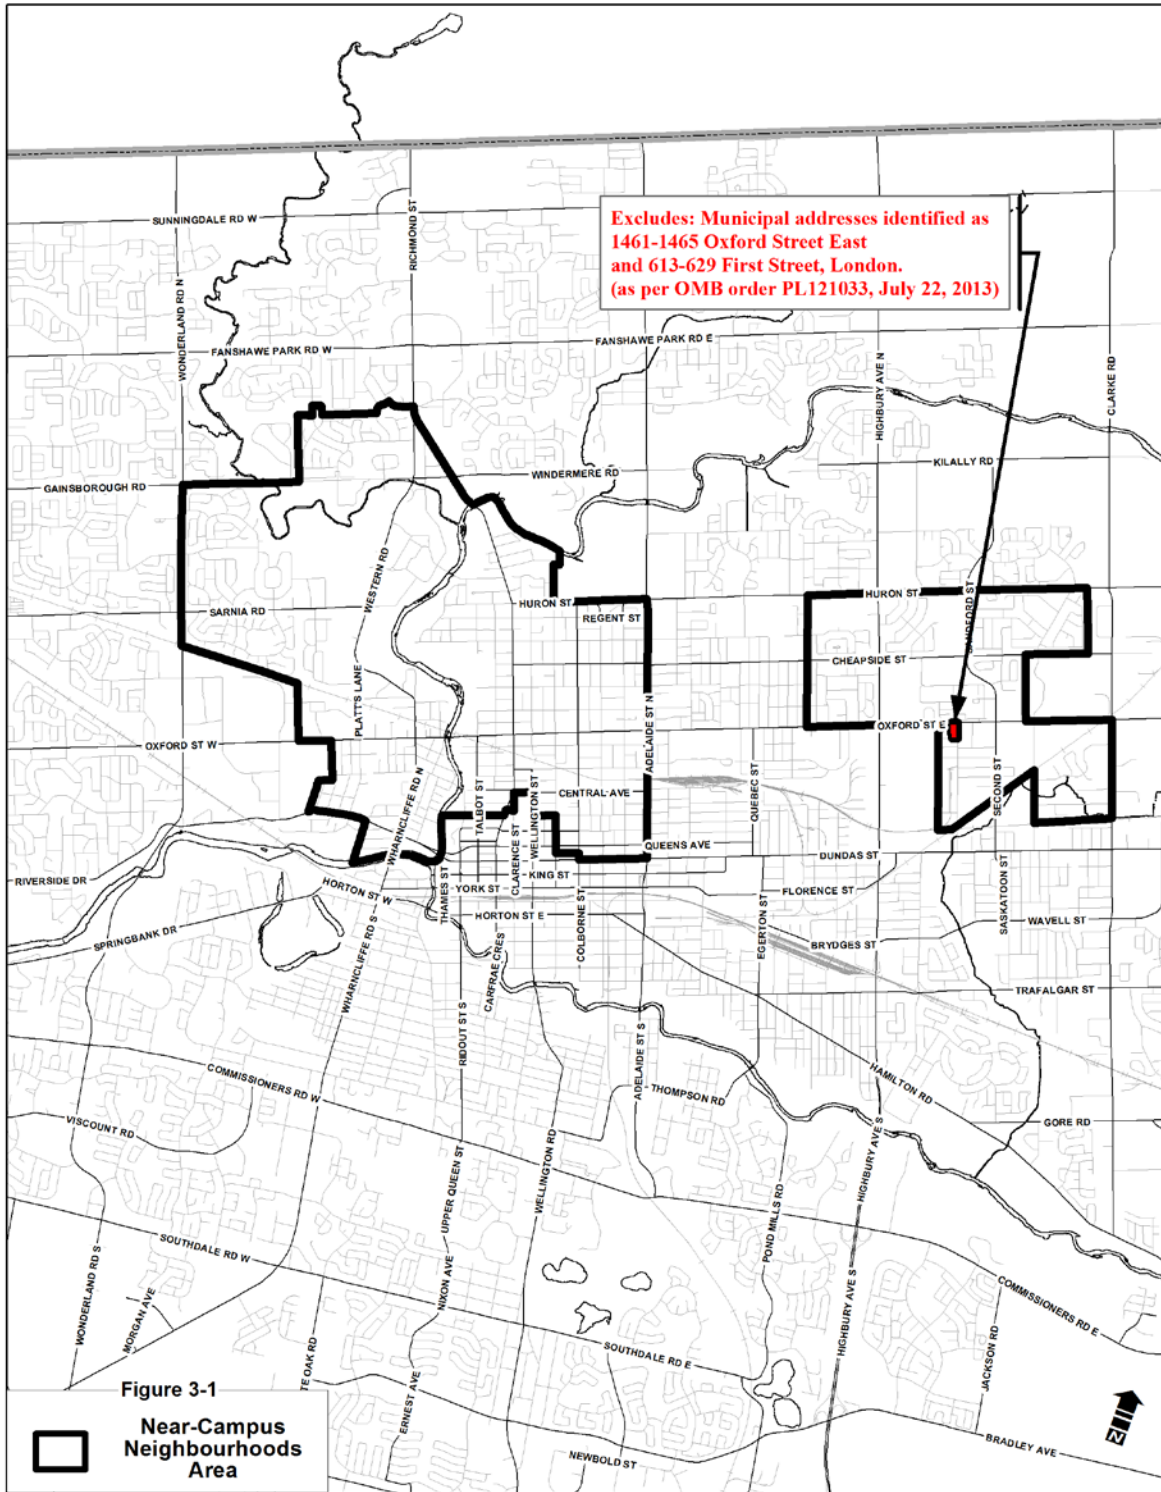 SUNNINGDALE RD W
RICHMOND ST
WONDERLAND RD N
Excludes: Municipal addresses identified as
1461-1465 Oxford Street East
and 613-629 First Street, London.
(as per OMB order PL121033, July 22, 2013)
FANSHAWE PARK RD W
FANSHAWE PARK RD E
HIGHBURY AVE N
CLARKE RD
GAINSBOROUGH RD
WINDERMERE RD
KILALLY RD
WESTERN RD
SARNIA RD
HURON ST
REGENT ST
HURON ST
SANDFORD ST
CHEAPSIDE ST
PLATT'S LANE
ADELAIDE ST N
OXFORD ST W
OXFORD ST E
WHARNCLIFFE RD N
TALBOT ST
WELLINGTON ST
CENTRAL AVE
QUEBEC ST
SECOND ST
CLARENCE ST
QUEENS AVE
DUNDAS ST
RIVERSIDE DR
HORTON ST W
THAMES ST
YORK ST
KING ST
FLORENCE ST
SASKATOON ST
HORTON ST E
COLBORNE ST
EGERTON ST
WAVELL ST
SPRINGBANK DR
WHARNCLIFFE RD S
CARFRAE CRES
BRYDGES ST
TRAFALGAR ST
RIDOUT ST S
ADELAIDE ST S
COMMISSIONERS RD W
THOMPSON RD
HAMILTON RD
VISCOUNT RD
GORE RD
UPPER QUEEN ST
WELLINGTON RD
HIGHBURY AVE S
POND MILLS RD
SOUTHDALE RD W
WONDERLAND RD S
MORGAN AVE
NIXON AVE
HIGHBURY AVE S
COMMISSIONERS RD E
TE OAK RD
SOUTHDALE RD E
JACKSON RD
ERNEST AVE
NEWBOLD ST
BRADLEY AVE
Figure 3-1
Near-Campus
Neighbourhoods
Area
N